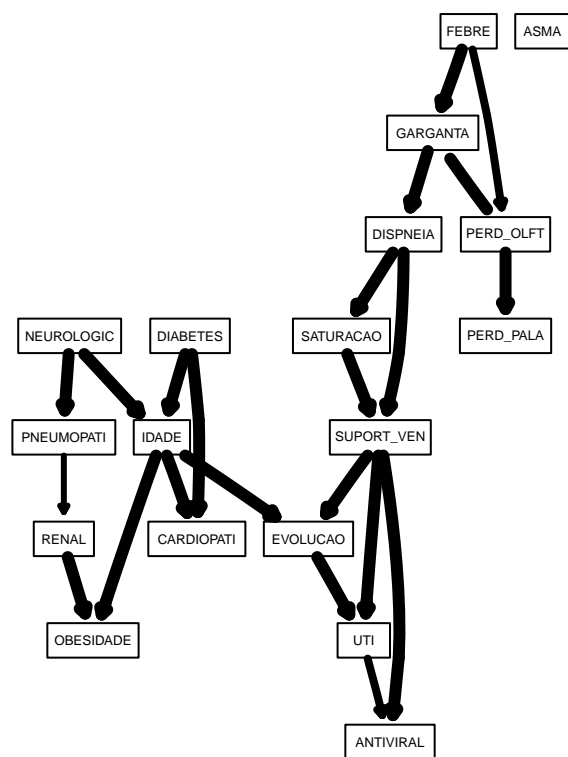 FEBRE ASMA
GARGANTA
DISPNEIA PERD_OLFT
NEUROLOGIC DIABETES SATURACAO PERD_PALA
PNEUMOPATI IDADE SUPORT_VEN
RENAL CARDIOPATI EVOLUCAO
OBESIDADE UTI
ANTIVIRAL